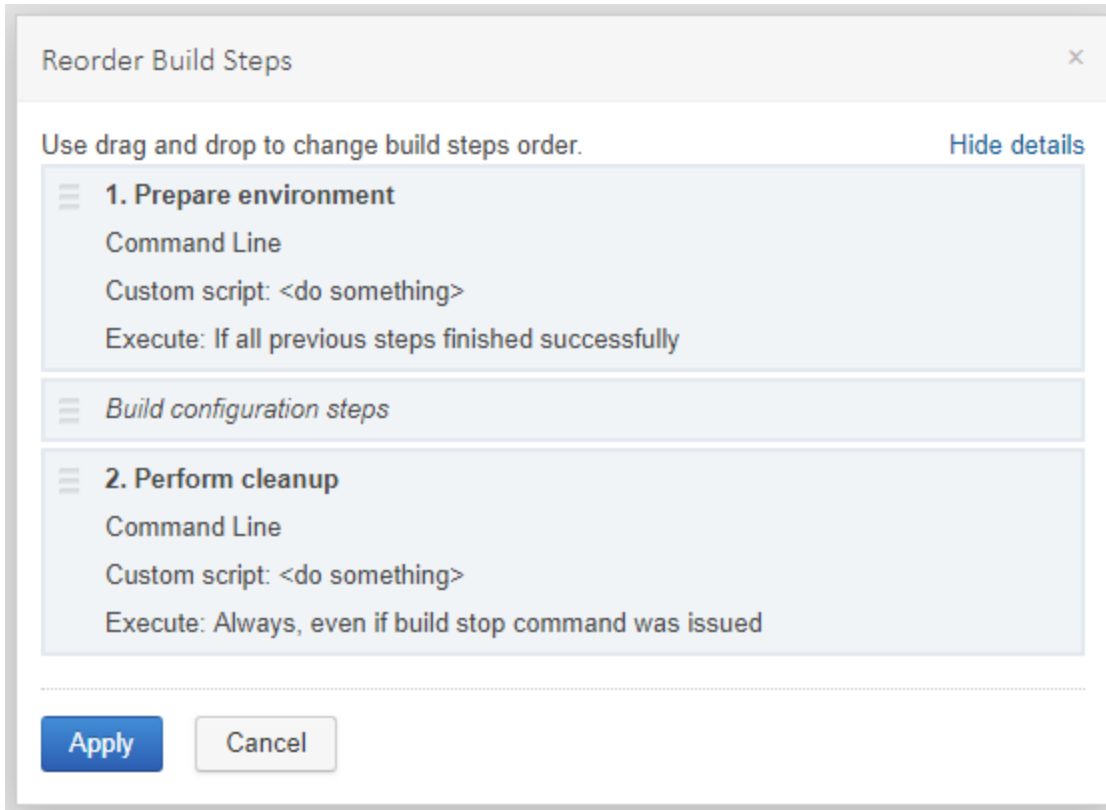 Reorder Build Steps
×
Use drag and drop to change build steps order.
Hide details
1. Prepare environment
Command Line
Custom script: <do something>
Execute: If all previous steps finished successfully
Build configuration steps
2. Perform cleanup
Command Line
Custom script: <do something>
Execute: Always, even if build stop command was issued
Apply
Cancel